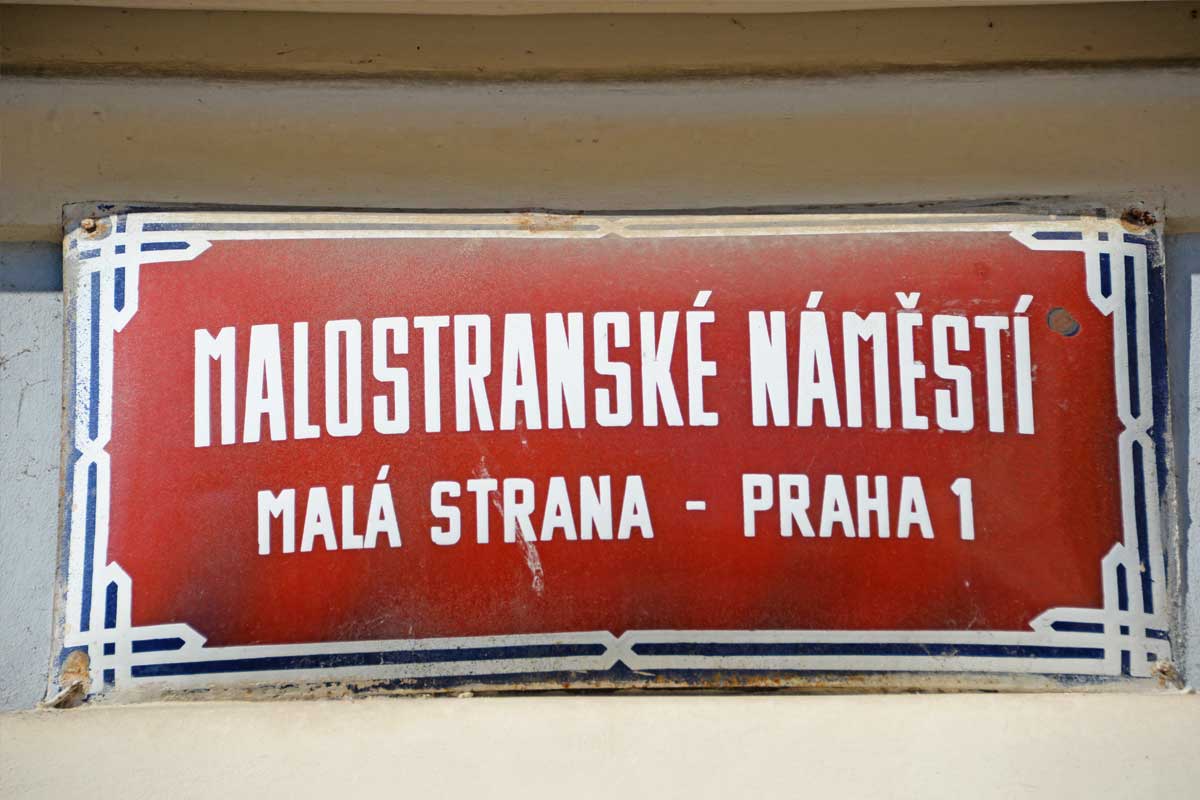 MALOSTRANSKÉ NÁMĚSTÍ
MALÁ STRANA - PRAHA 1